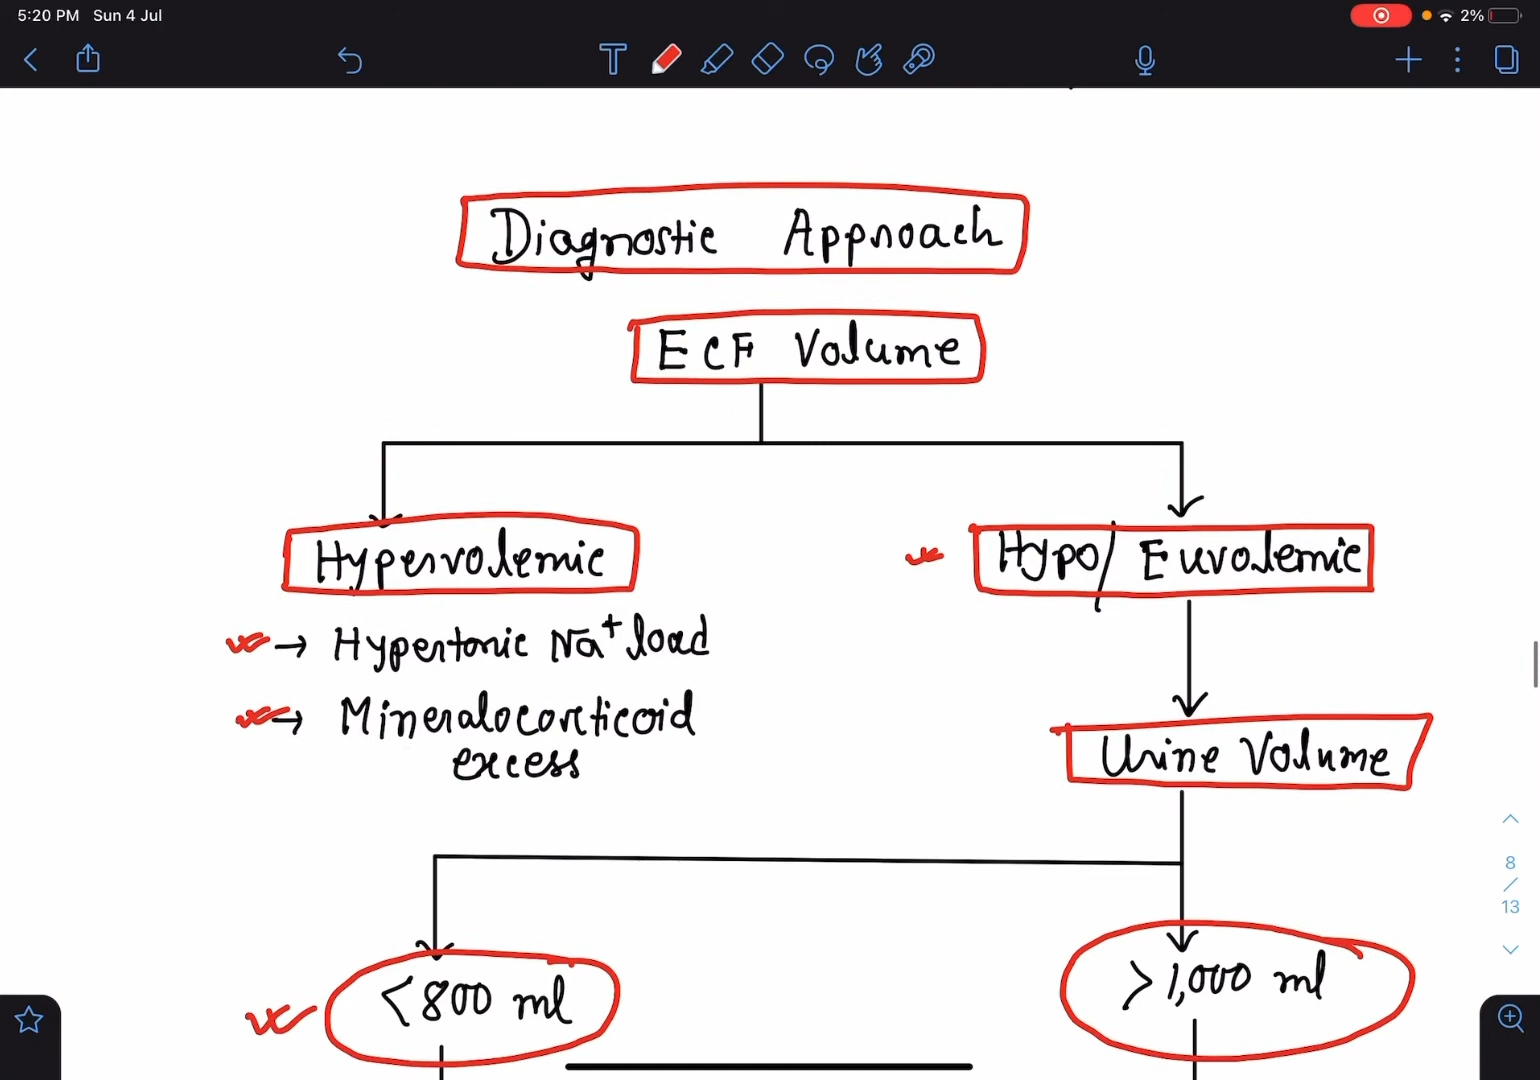 5:20 PM Sun 4 Jul
2%
Diagnostic Approach
ECF Volume
Hypervolemic
Hypo/ Euvolemic
→ Hypertonic Na⁺ load
→ Mineralocorticoid
excess
Urine Volume
<800 ml
>1,000 ml
8
/
13